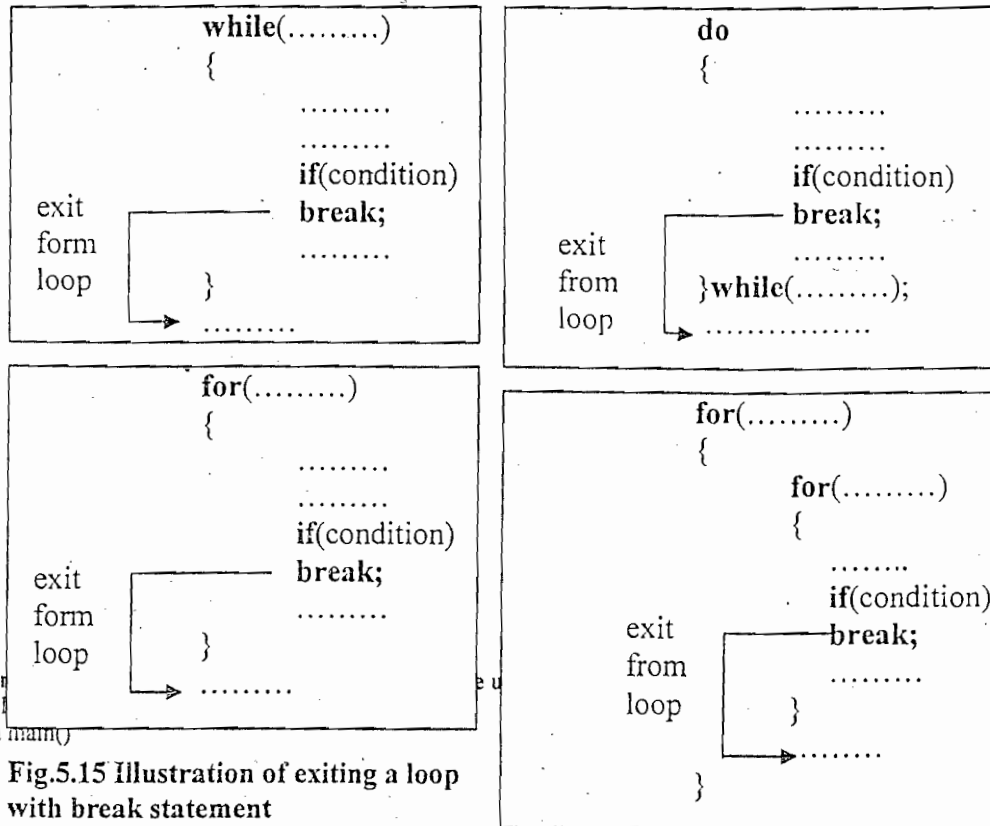 while(.........)
{
.........
.........
if(condition)
break;
.........
}
.........
exit
form
loop
do
{
.........
.........
if(condition)
break;
.........
}while(.........);
................
exit
from
loop
for(.........)
{
.........
.........
if(condition)
break;
.........
}
.........
exit
form
loop
for(.........)
{
for(.........)
{
........
if(condition)
break;
.........
}
........
}
exit
from
loop
main()
Fig.5.15 Illustration of exiting a loop
with break statement